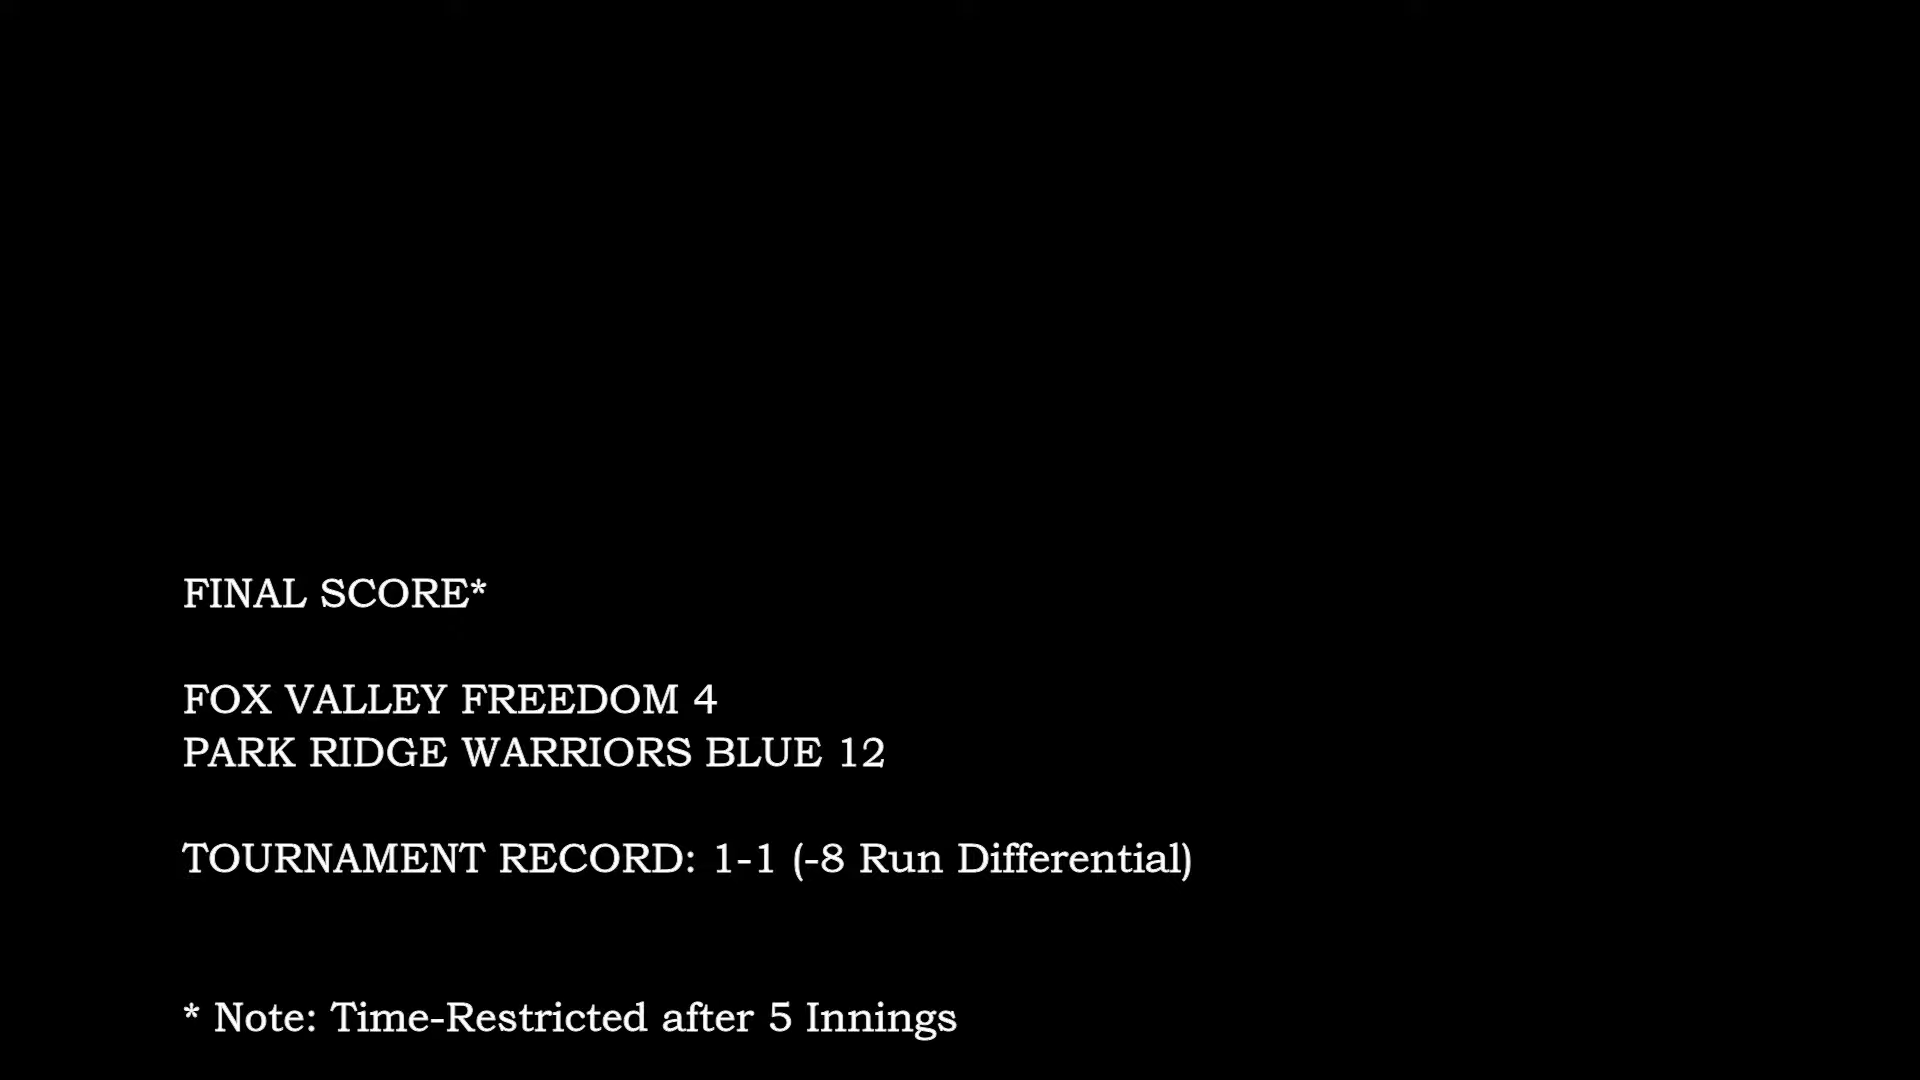 FINAL SCORE*
FOX VALLEY FREEDOM 4
PARK RIDGE WARRIORS BLUE 12
TOURNAMENT RECORD: 1-1 (-8 Run Differential)
* Note: Time-Restricted after 5 Innings